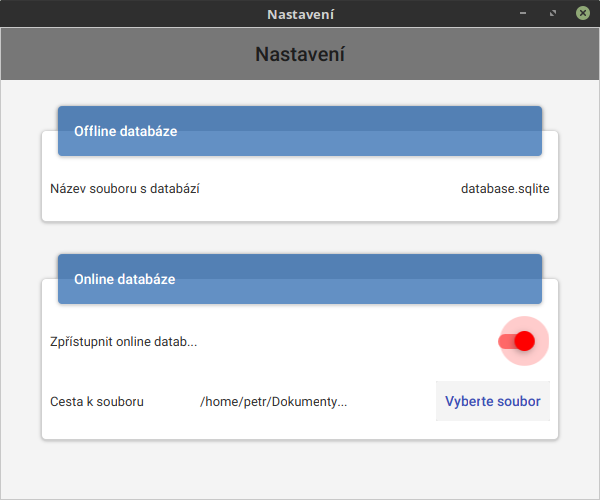 Nastavení
Nastavení
Offline databáze
Název souboru s databází database.sqlite
Online databáze
Zpřístupnit online datab...
Cesta k souboru /home/petr/Dokumenty... Vyberte soubor